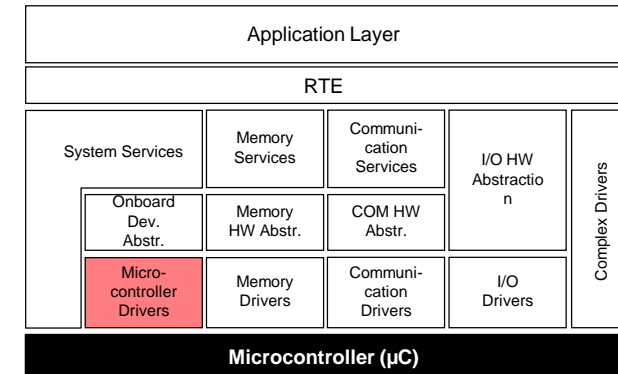 Application Layer
RTE
System Services
Memory
Services
Communi-
cation
Services
I/O HW
Abstractio
n
Complex Drivers
Onboard
Dev.
Abstr.
Memory
HW Abstr.
COM HW
Abstr.
Micro-
controller
Drivers
Memory
Drivers
Communi-
cation
Drivers
I/O
Drivers
Microcontroller (µC)